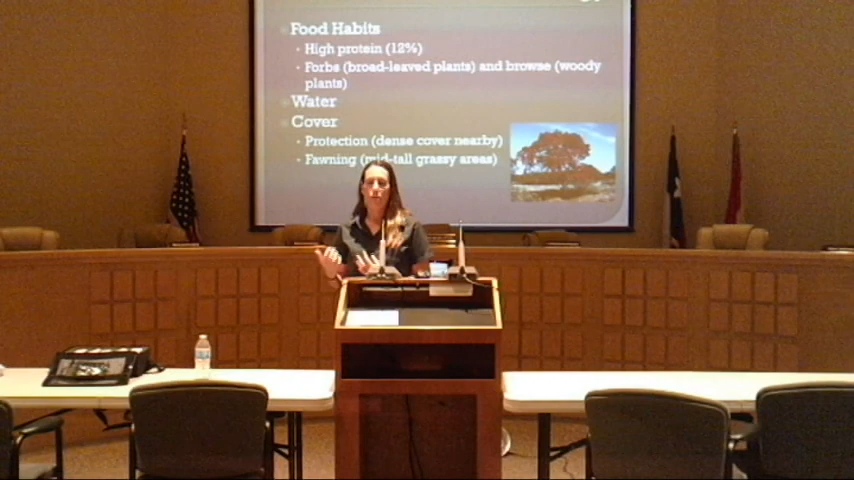 Food Habits
High protein (12%)
Forbs (broad-leaved plants) and browse (woody
plants)
Water
Cover
Protection (dense cover nearby)
Fawning (mid-tall grassy areas)